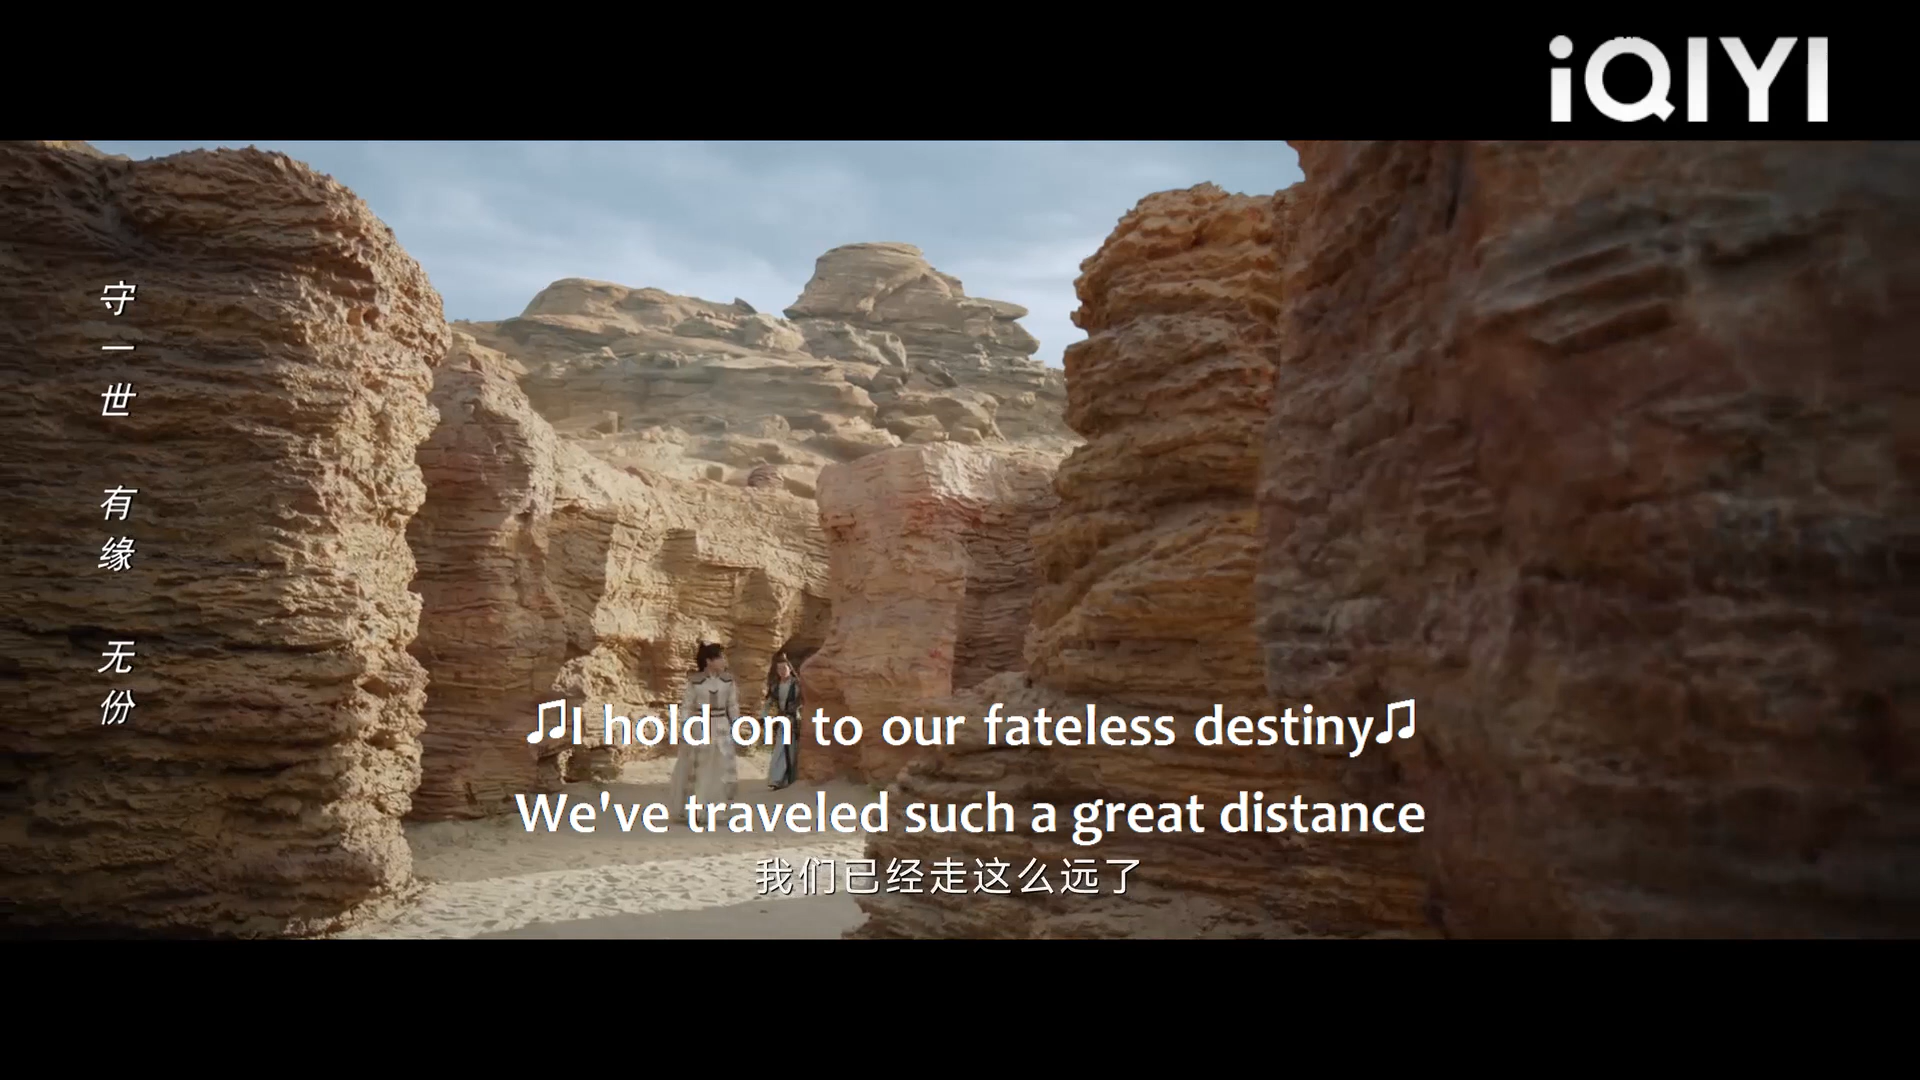 iQIYI
守一世 有缘 无份
♫I hold on to our fateless destiny♫
We've traveled such a great distance
我们已经走这么远了